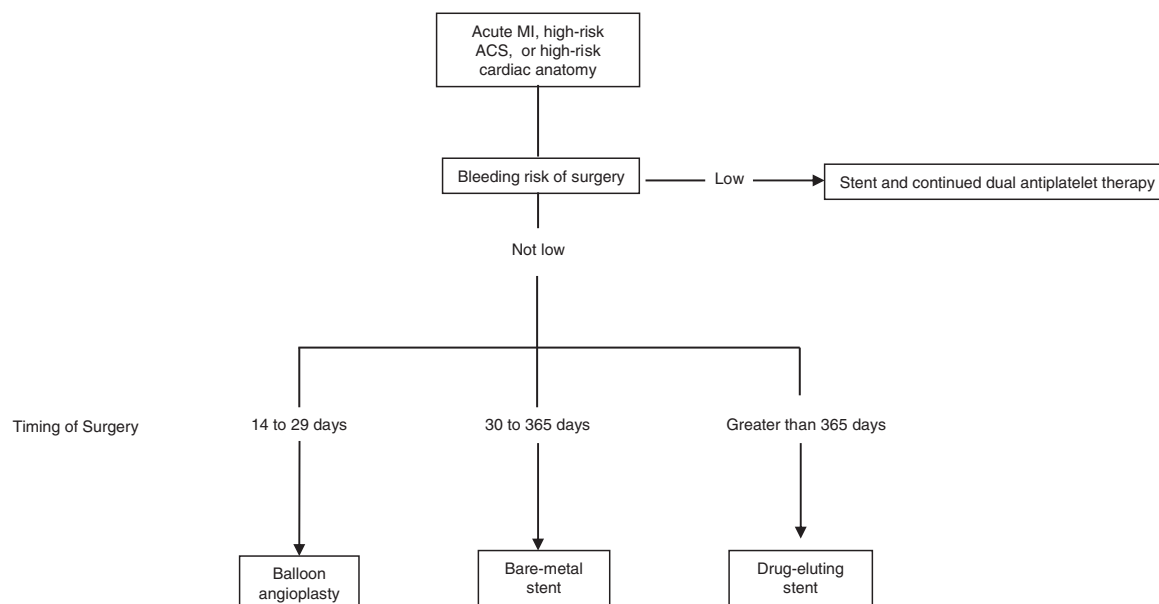 Acute MI, high-risk
ACS, or high-risk
cardiac anatomy
Bleeding risk of surgery
Low
Stent and continued dual antiplatelet therapy
Not low
Timing of Surgery
14 to 29 days
30 to 365 days
Greater than 365 days
Balloon
angioplasty
Bare-metal
stent
Drug-eluting
stent